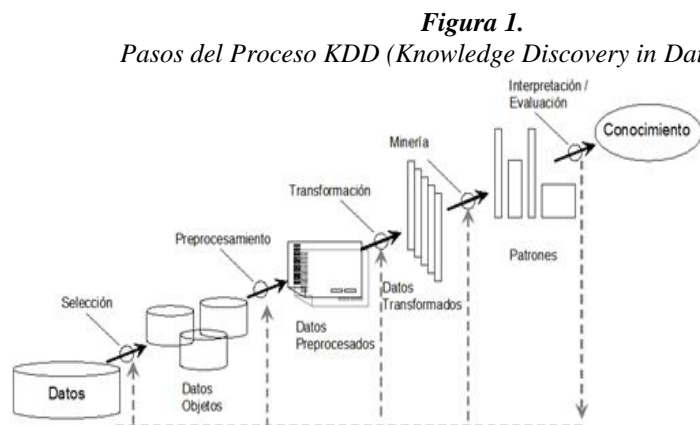 Figura 1.
Pasos del Proceso KDD (Knowledge Discovery in Dat
Interpretación /
Evaluación
Conocimiento
Minería
Transformación
Patrones
Preprocesamiento
Datos
Transformados
Selección
Datos
Preprocesados
Datos
Objetos
Datos